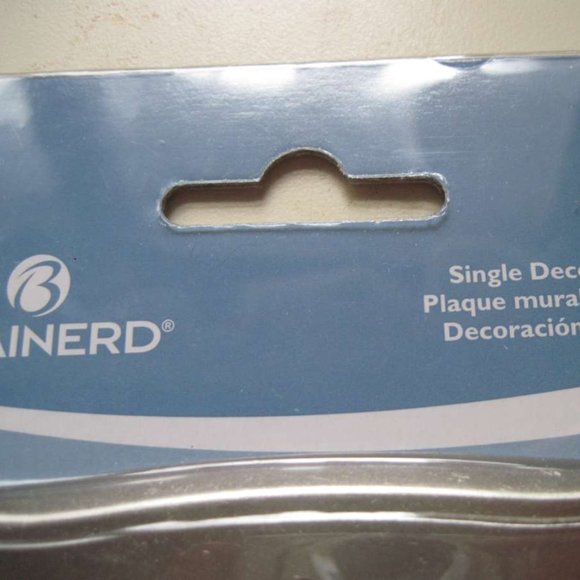 B
AINERD®
Single Deco
Plaque mural
Decoración